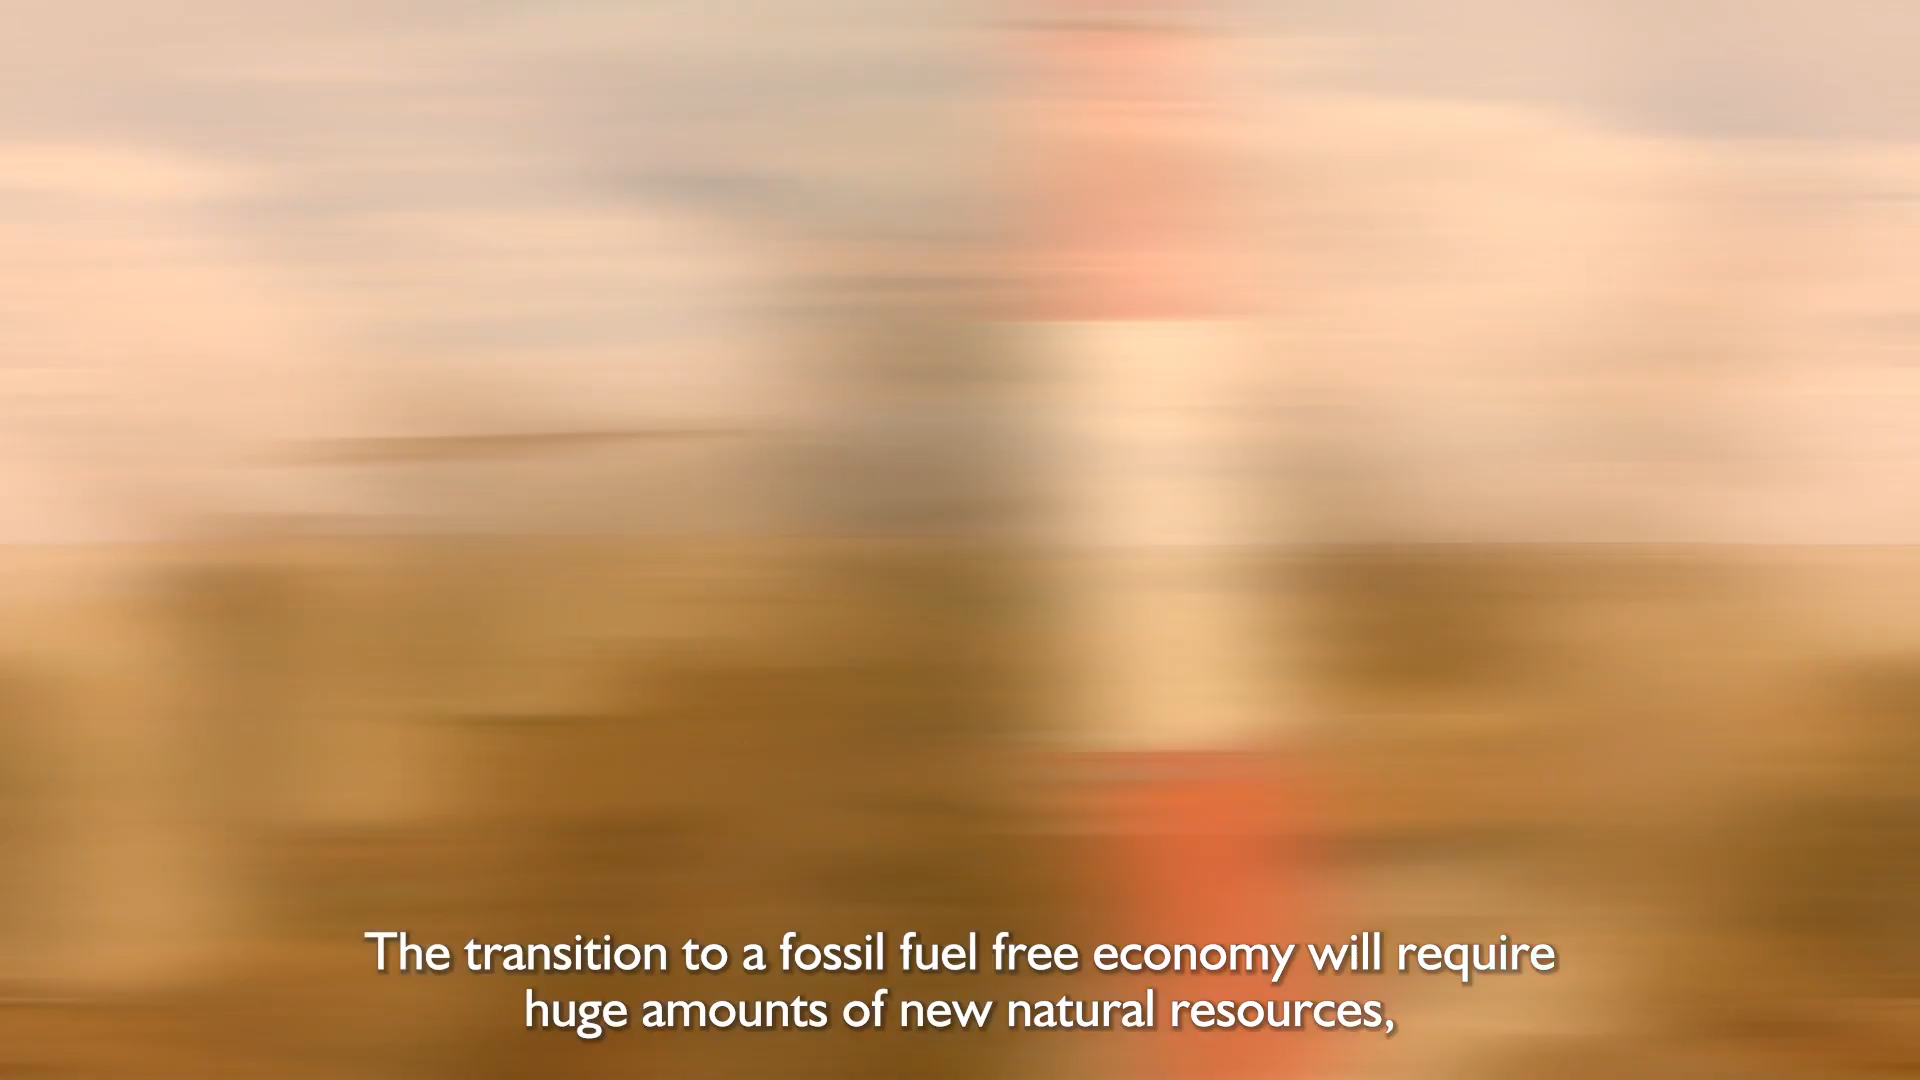 The transition to a fossil fuel free economy will require
huge amounts of new natural resources,